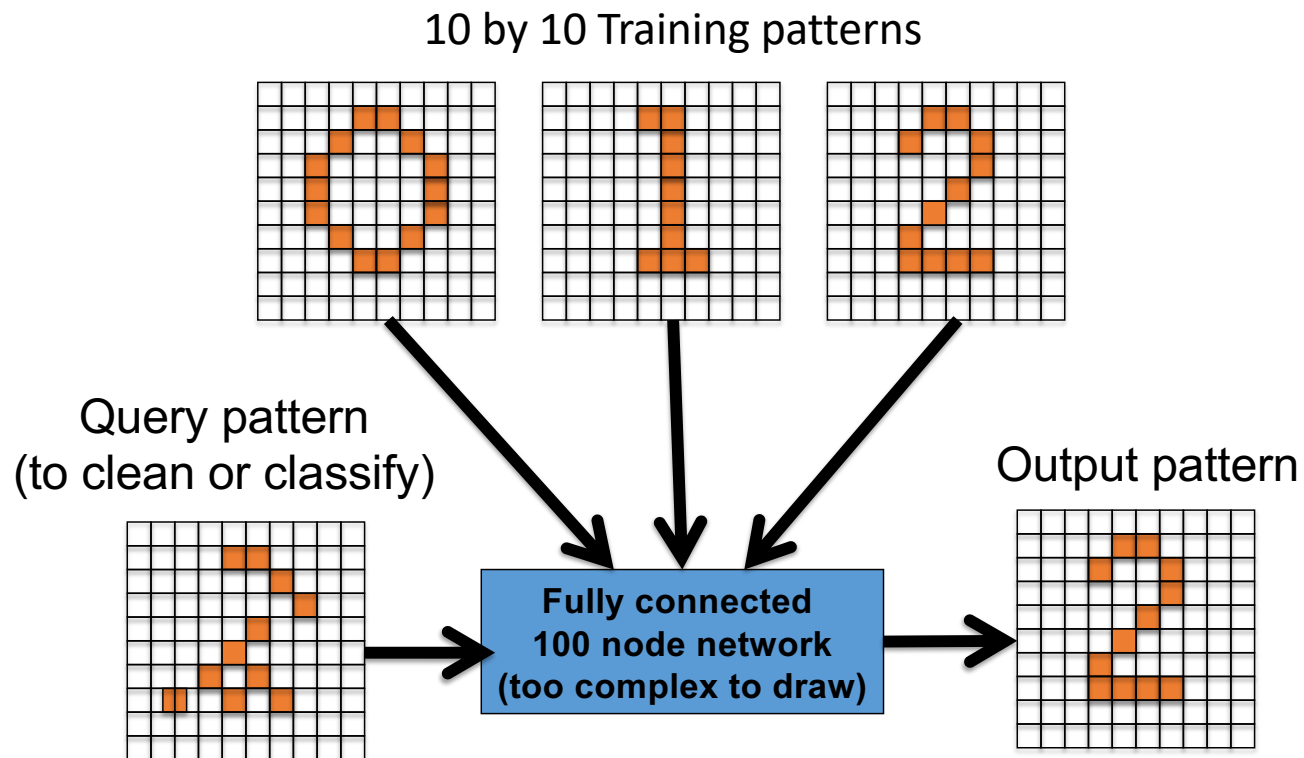 10 by 10 Training patterns
Query pattern
(to clean or classify)
Output pattern
Fully connected
100 node network
(too complex to draw)